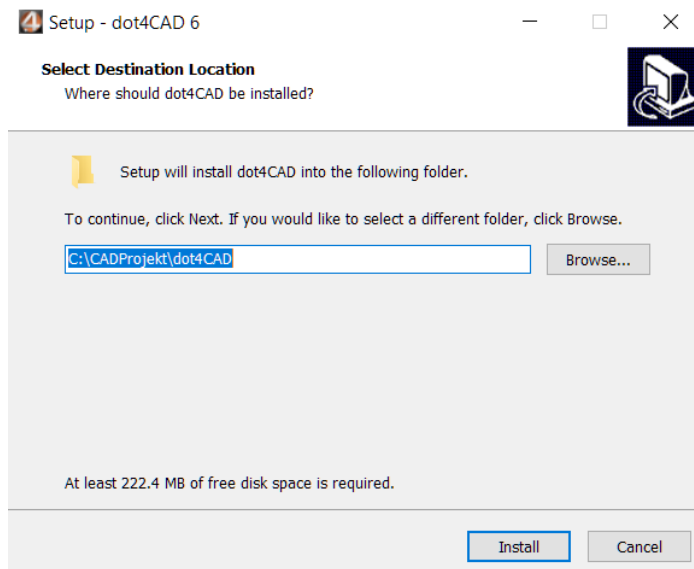 Setup - dot4CAD 6
Select Destination Location
Where should dot4CAD be installed?
Setup will install dot4CAD into the following folder.
To continue, click Next. If you would like to select a different folder, click Browse.
C:\CADProjekt\dot4CAD
Browse...
At least 222.4 MB of free disk space is required.
Install
Cancel